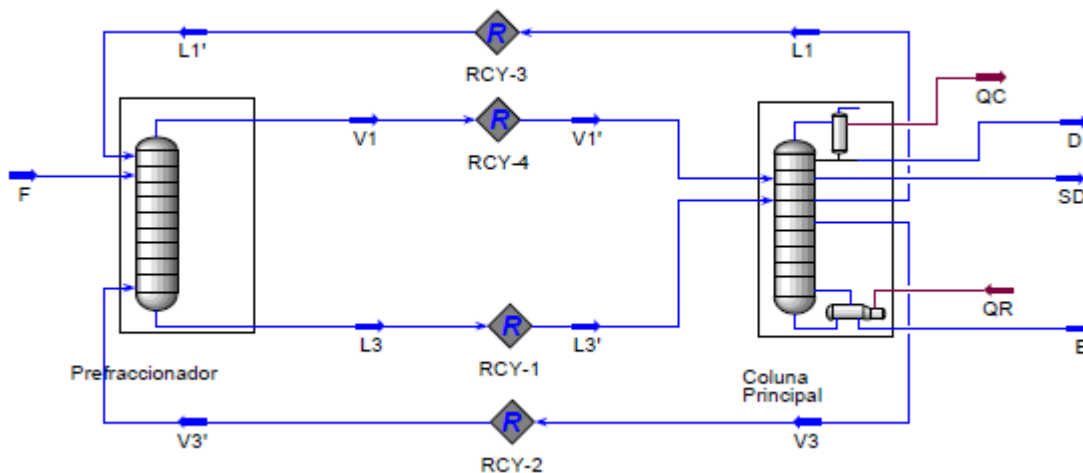 L1'
RCY-3
L1
QC
V1
RCY-4
V1'
D
F
SD
L3
RCY-1
L3'
QR
Prefraccionador
Coluna
Principal
V3'
RCY-2
V3
R
R
R
R